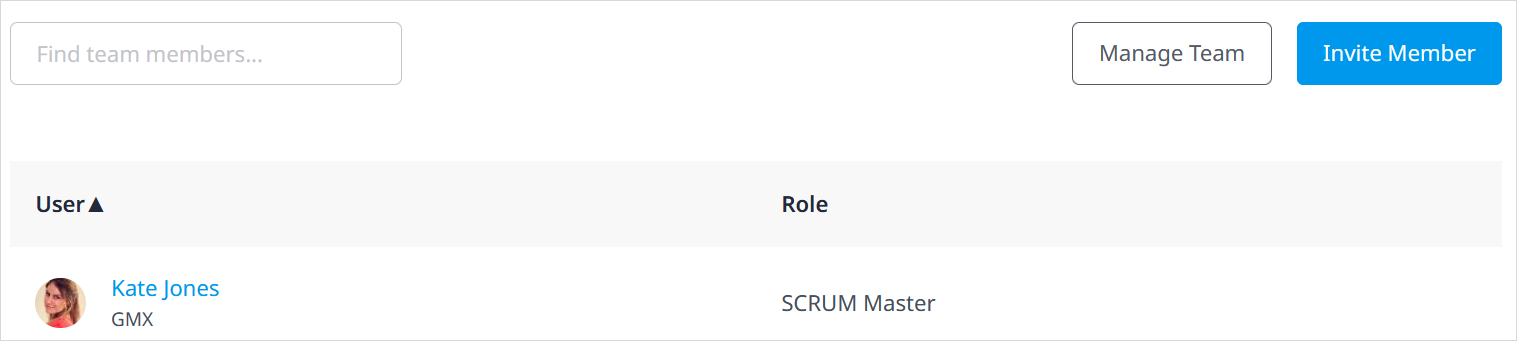 Find team members...
Manage Team
Invite Member
User▲
Role
Kate Jones
GMX
SCRUM Master